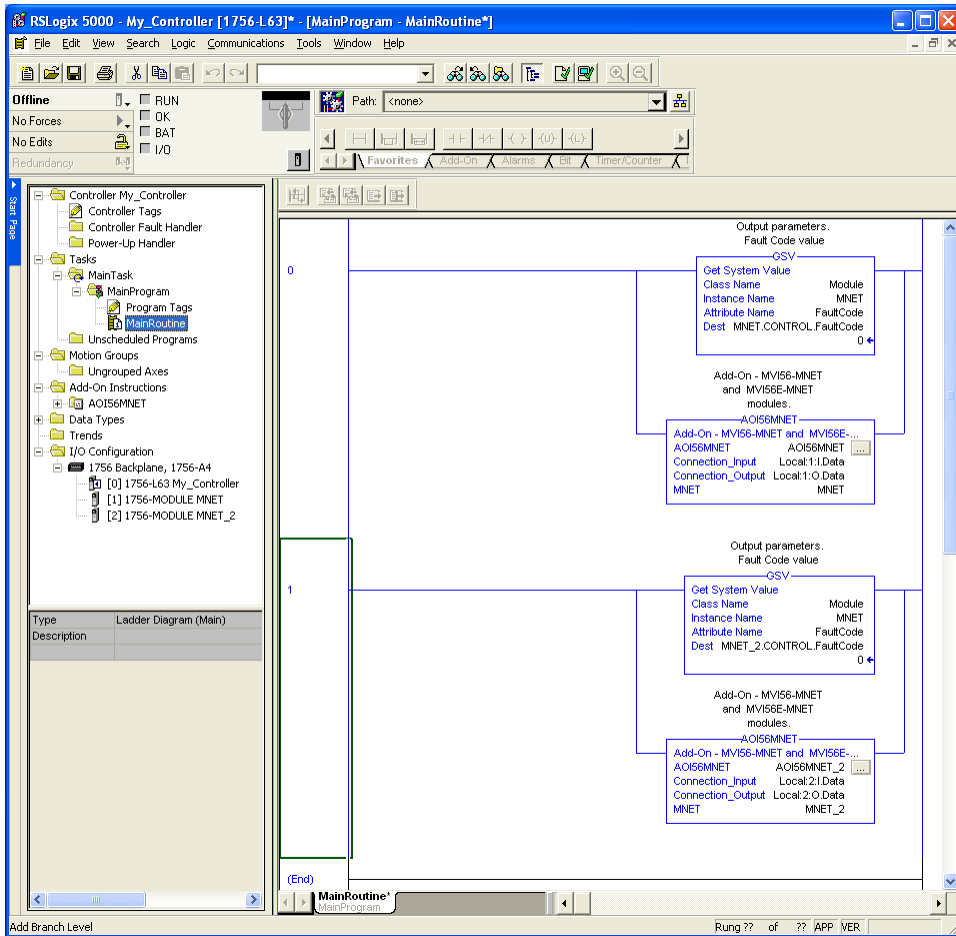 RSLogix 5000 - My_Controller [1756-L63]* - [MainProgram - MainRoutine*]
File Edit View Search Logic Communications Tools Window Help
Offline
RUN
No Forces
OK
No Edits
BAT
Redundancy
I/O
Path: <none>
Favorites Add-On Alarms Bit Timer/Counter
Start Page
Controller My_Controller
Controller Tags
Controller Fault Handler
Power-Up Handler
Tasks
MainTask
MainProgram
Program Tags
MainRoutine
Unscheduled Programs
Motion Groups
Ungrouped Axes
Add-On Instructions
AOI56MNET
Data Types
Trends
I/O Configuration
1756 Backplane, 1756-A4
[0] 1756-L63 My_Controller
[1] 1756-MODULE MNET
[2] 1756-MODULE MNET_2
Type Ladder Diagram (Main)
Description
0
Output parameters.
Fault Code value
GSV
Get System Value
Class Name Module
Instance Name MNET
Attribute Name FaultCode
Dest MNET.CONTROL.FaultCode
0
Add-On - MVI56-MNET
and MVI56E-MNET
modules.
AOI56MNET
Add-On - MVI56-MNET and MVI56E-...
AOI56MNET AOI56MNET ...
Connection_Input Local:1:I.Data
Connection_Output Local:1:O.Data
MNET MNET
1
Output parameters.
Fault Code value
GSV
Get System Value
Class Name Module
Instance Name MNET
Attribute Name FaultCode
Dest MNET_2.CONTROL.FaultCode
0
Add-On - MVI56-MNET
and MVI56E-MNET
modules.
AOI56MNET
Add-On - MVI56-MNET and MVI56E-...
AOI56MNET AOI56MNET_2 ...
Connection_Input Local:2:I.Data
Connection_Output Local:2:O.Data
MNET MNET_2
(End)
MainRoutine*
MainProgram
Add Branch Level
Rung ?? of ?? APP VER